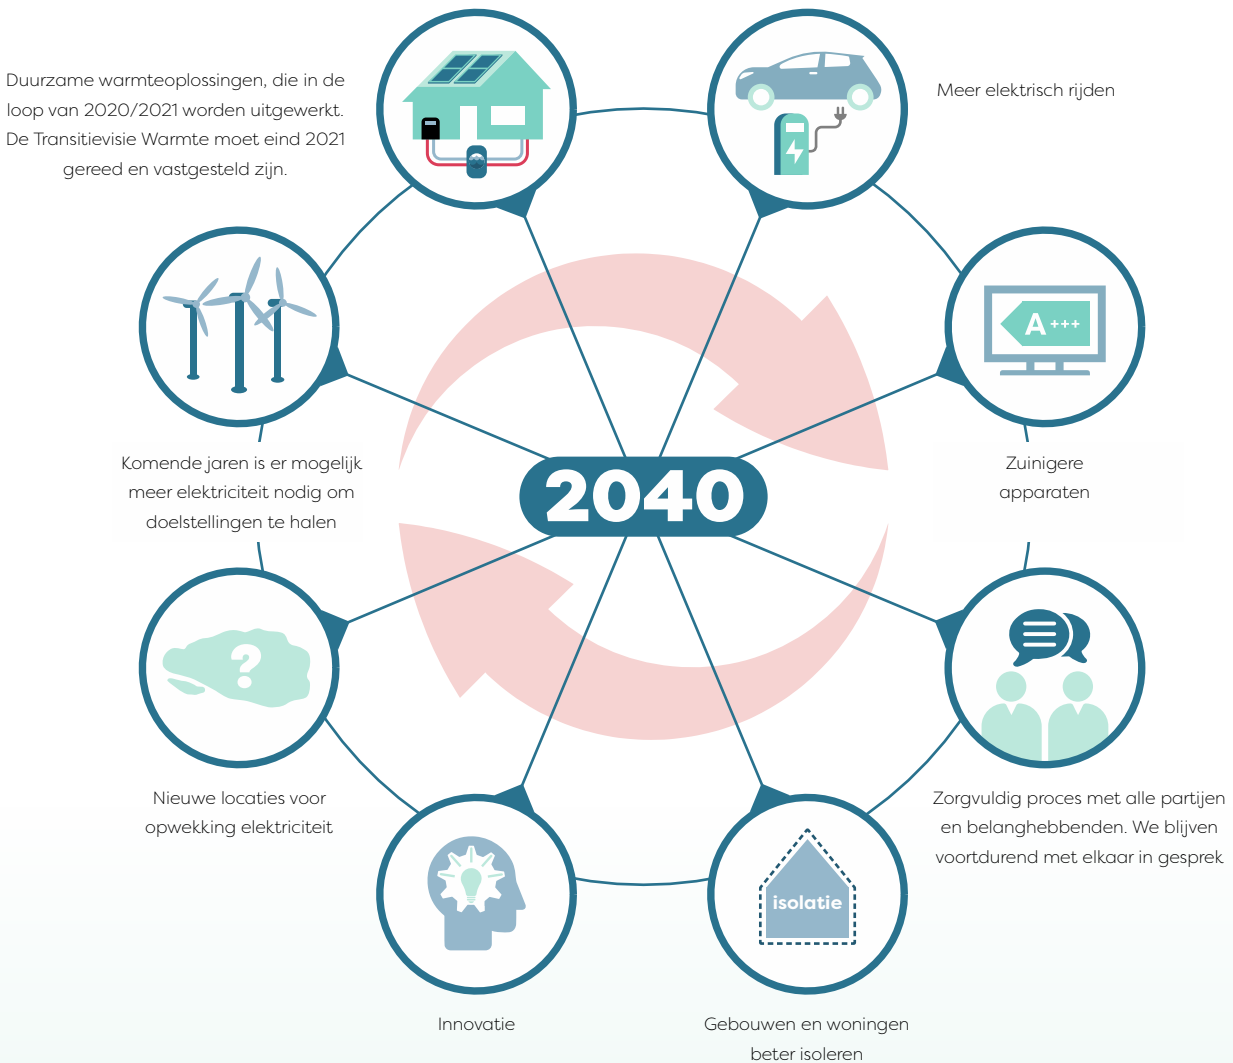 Duurzame warmteoplossingen, die in de
loop van 2020/2021 worden uitgewerkt.
De Transitievisie Warmte moet eind 2021
gereed en vastgesteld zijn.
Meer elektrisch rijden
A+++
Komende jaren is er mogelijk
meer elektriciteit nodig om
doelstellingen te halen
2040
Zuinigere
apparaten
?
Nieuwe locaties voor
opwekking elektriciteit
Zorgvuldig proces met alle partijen
en belanghebbenden. We blijven
voortdurend met elkaar in gesprek
isolatie
Innovatie
Gebouwen en woningen
beter isoleren